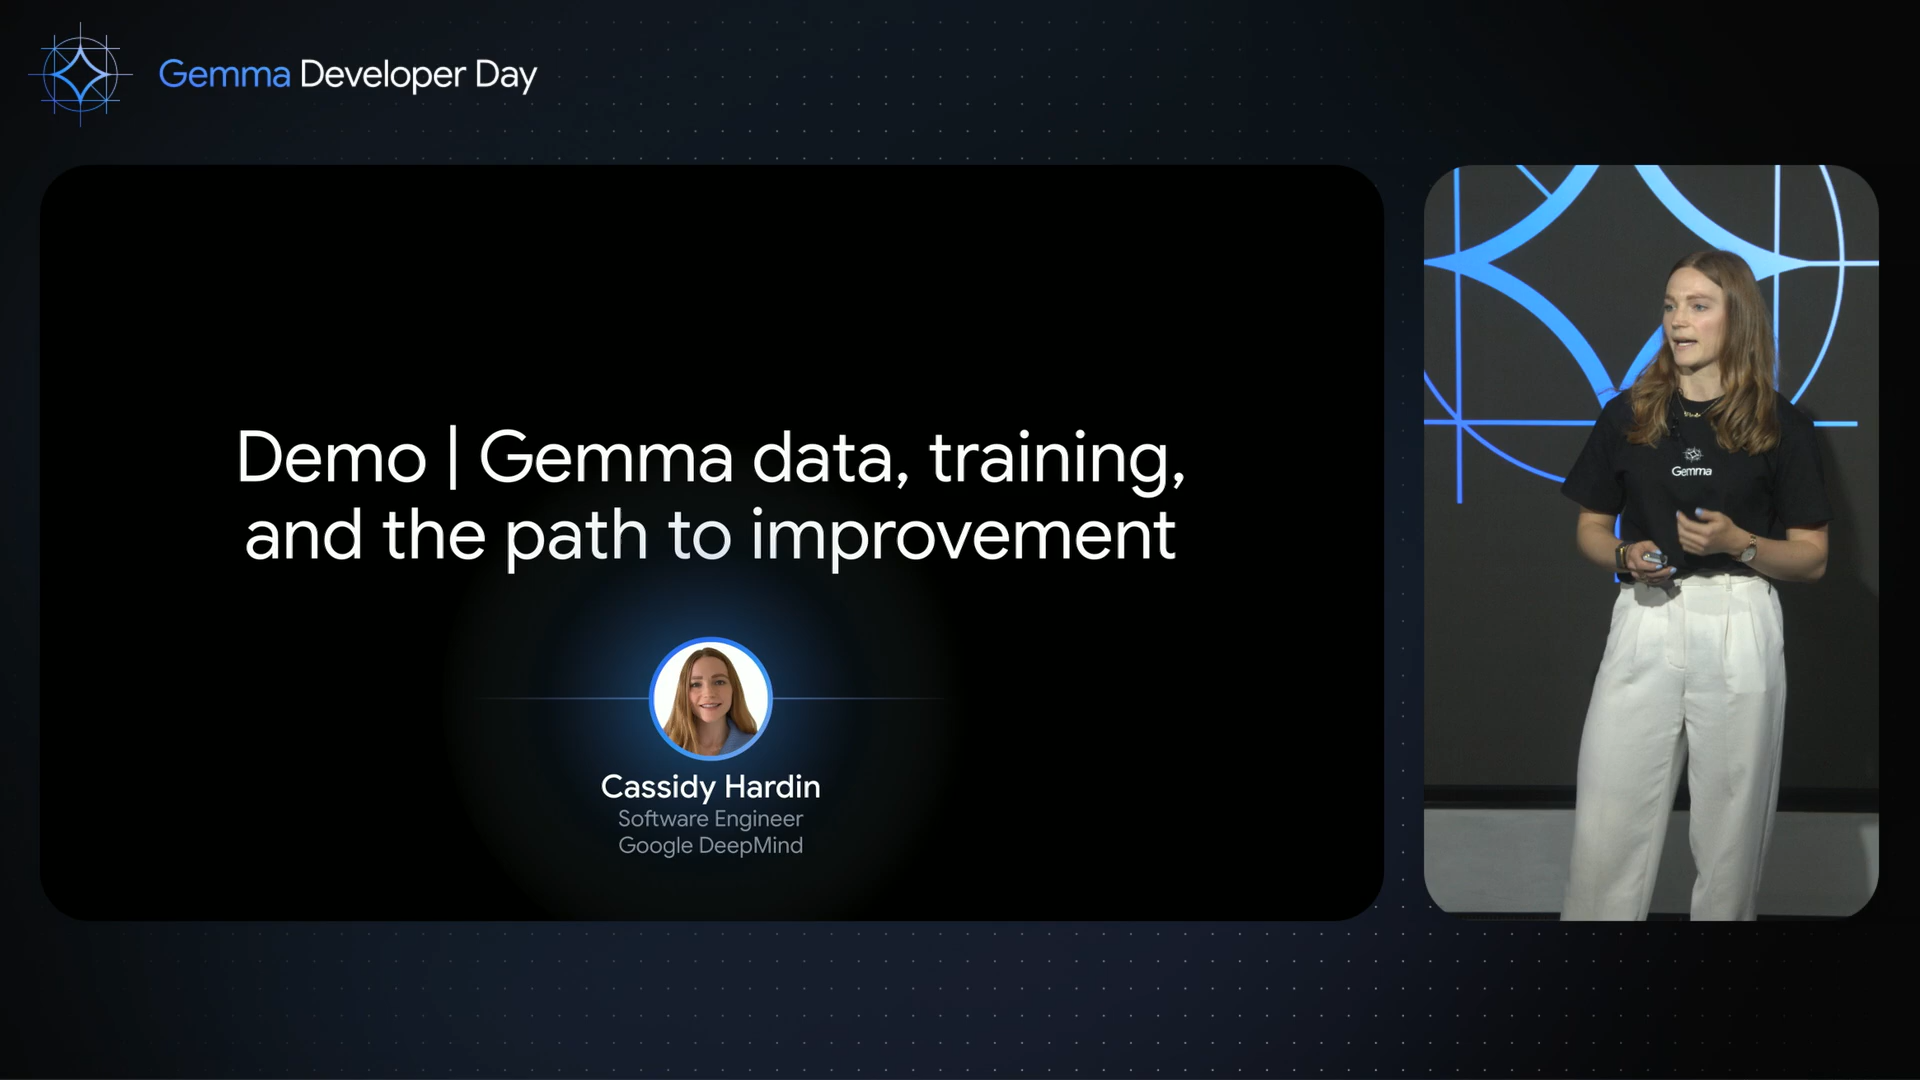 Gemma Developer Day
Demo | Gemma data, training,
and the path to improvement
Cassidy Hardin
Software Engineer
Google DeepMind
Gemma